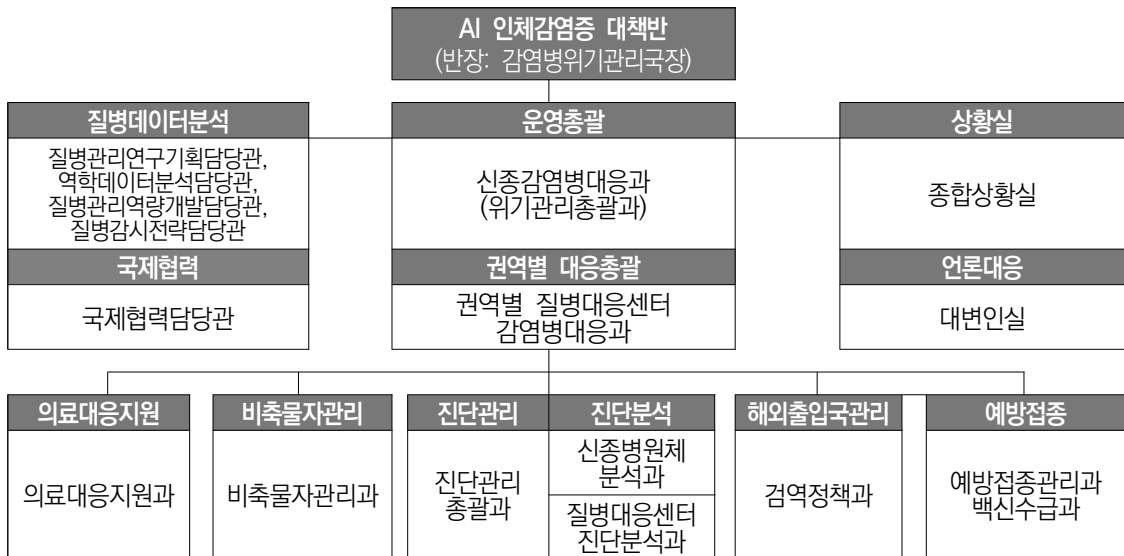 AI 인체감염증 대책반
(반장: 감염병위기관리국장)
질병데이터분석
질병관리연구기획담당관,
역학데이터분석담당관,
질병관리역량개발담당관,
질병감시전략담당관
운영총괄
신종감염병대응과
(위기관리총괄과)
상황실
종합상황실
국제협력
국제협력담당관
권역별 대응총괄
권역별 질병대응센터
감염병대응과
언론대응
대변인실
의료대응지원
의료대응지원과
비축물자관리
비축물자관리과
진단관리
진단관리
총괄과
진단분석
신종병원체
분석과
질병대응센터
진단분석과
해외출입국관리
검역정책과
예방접종
예방접종관리과
백신수급과